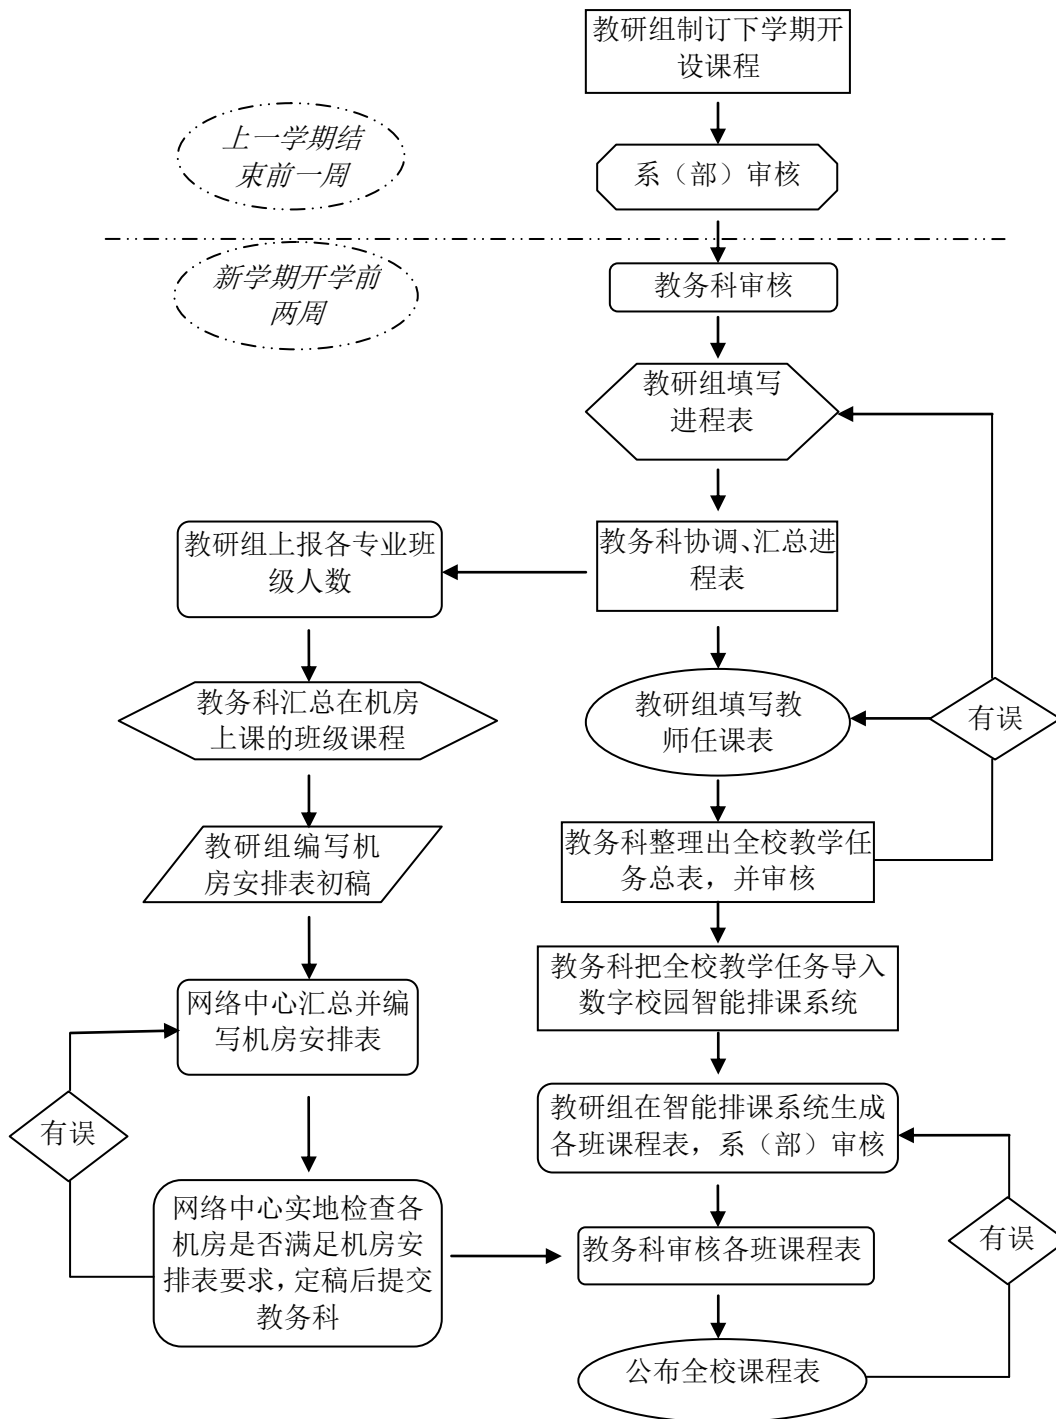 教研组制订下学期开
设课程
上一学期结
束前一周
系（部）审核
新学期开学前
两周
教务科审核
教研组填写
进程表
教研组上报各专业班
级人数
教务科协调、汇总进
程表
教务科汇总在机房
上课的班级课程
教研组填写教
师任课表
有误
教研组编写机
房安排表初稿
教务科整理出全校教学任
务总表，并审核
教务科把全校教学任务导入
数字校园智能排课系统
网络中心汇总并编
写机房安排表
有误
教研组在智能排课系统生成
各班课程表，系（部）审核
网络中心实地检查各
机房是否满足机房安
排表要求，定稿后提交
教务科
教务科审核各班课程表
有误
公布全校课程表